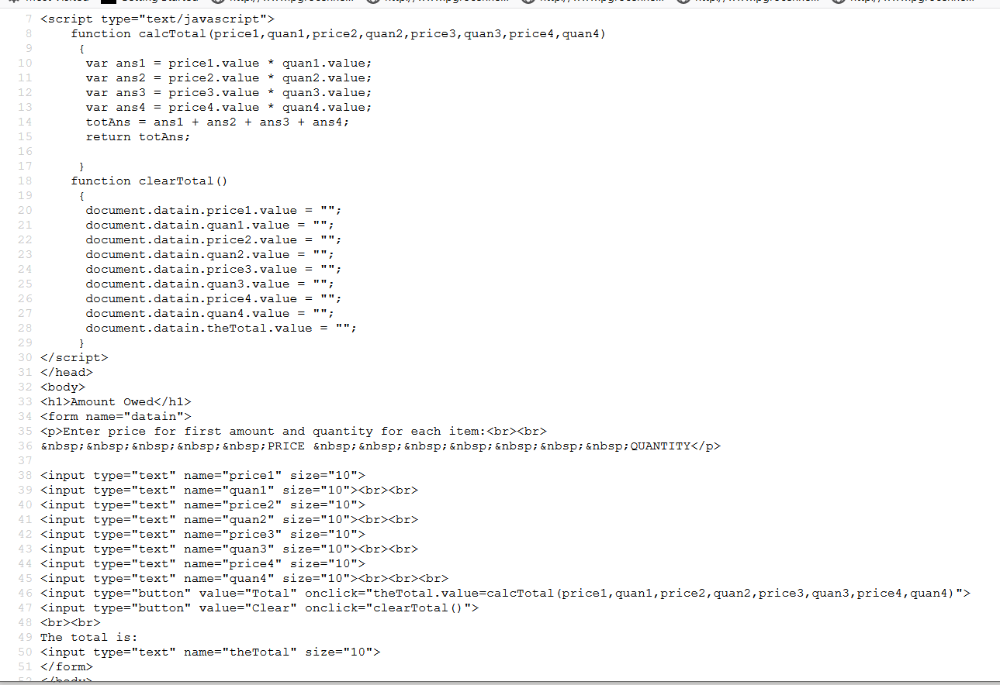 7 <script type="text/javascript">
8     function calcTotal(price1,quan1,price2,quan2,price3,quan3,price4,quan4)
9      {
10       var ans1 = price1.value * quan1.value;
11       var ans2 = price2.value * quan2.value;
12       var ans3 = price3.value * quan3.value;
13       var ans4 = price4.value * quan4.value;
14       totAns = ans1 + ans2 + ans3 + ans4;
15       return totAns;
16
17      }
18     function clearTotal()
19      {
20       document.datain.price1.value = "";
21       document.datain.quan1.value = "";
22       document.datain.price2.value = "";
23       document.datain.quan2.value = "";
24       document.datain.price3.value = "";
25       document.datain.quan3.value = "";
26       document.datain.price4.value = "";
27       document.datain.quan4.value = "";
28       document.datain.theTotal.value = "";
29      }
30 </script>
31 </head>
32 <body>
33 <h1>Amount Owed</h1>
34 <form name="datain">
35 <p>Enter price for first amount and quantity for each item:<br><br>
36 &nbsp;&nbsp;&nbsp;&nbsp;&nbsp;PRICE &nbsp;&nbsp;&nbsp;&nbsp;&nbsp;&nbsp;&nbsp;QUANTITY</p>
37
38 <input type="text" name="price1" size="10">
39 <input type="text" name="quan1" size="10"><br><br>
40 <input type="text" name="price2" size="10">
41 <input type="text" name="quan2" size="10"><br><br>
42 <input type="text" name="price3" size="10">
43 <input type="text" name="quan3" size="10"><br><br>
44 <input type="text" name="price4" size="10">
45 <input type="text" name="quan4" size="10"><br><br><br>
46 <input type="button" value="Total" onclick="theTotal.value=calcTotal(price1,quan1,price2,quan2,price3,quan3,price4,quan4)">
47 <input type="button" value="Clear" onclick="clearTotal()">
48 <br><br>
49 The total is:
50 <input type="text" name="theTotal" size="10">
51 </form>
52 </body>